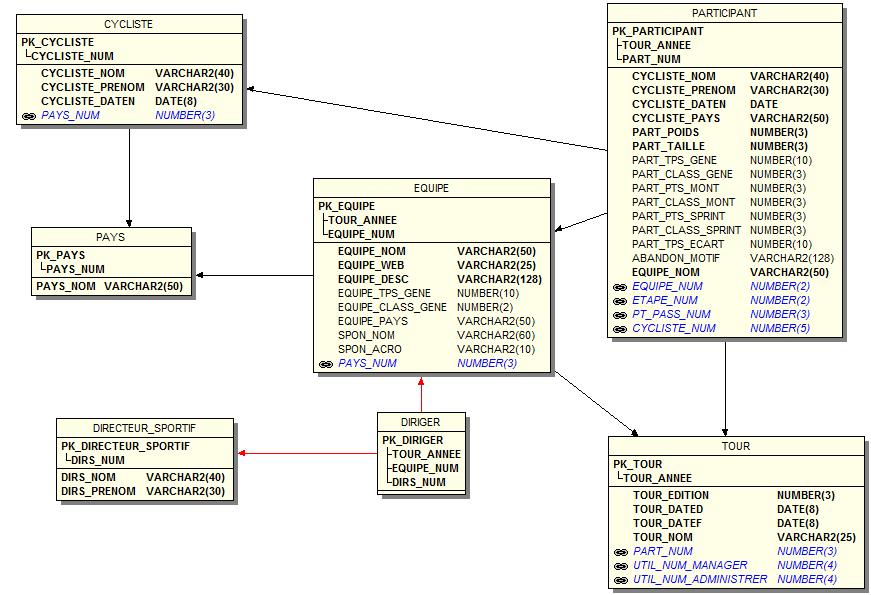 CYCLISTE
PK_CYCLISTE
CYCLISTE_NUM
CYCLISTE_NOM VARCHAR2(40)
CYCLISTE_PRENOM VARCHAR2(30)
CYCLISTE_DATEN DATE(8)
PAYS_NUM NUMBER(3)
PARTICIPANT
PK_PARTICIPANT
TOUR_ANNEE
PART_NUM
CYCLISTE_NOM VARCHAR2(40)
CYCLISTE_PRENOM VARCHAR2(30)
CYCLISTE_DATEN DATE
CYCLISTE_PAYS VARCHAR2(50)
PART_POIDS NUMBER(3)
PART_TAILLE NUMBER(3)
PART_TPS_GENE NUMBER(10)
PART_CLASS_GENE NUMBER(3)
PART_PTS_MONT NUMBER(3)
PART_CLASS_MONT NUMBER(3)
PART_PTS_SPRINT NUMBER(3)
PART_CLASS_SPRINT NUMBER(3)
PART_TPS_ECART NUMBER(10)
ABANDON_MOTIF VARCHAR2(128)
EQUIPE_NOM VARCHAR2(50)
EQUIPE_NUM NUMBER(2)
ETAPE_NUM NUMBER(2)
PT_PASS_NUM NUMBER(3)
CYCLISTE_NUM NUMBER(5)
EQUIPE
PK_EQUIPE
TOUR_ANNEE
EQUIPE_NUM
EQUIPE_NOM VARCHAR2(50)
EQUIPE_WEB VARCHAR2(25)
EQUIPE_DESC VARCHAR2(128)
EQUIPE_TPS_GENE NUMBER(10)
EQUIPE_CLASS_GENE NUMBER(2)
EQUIPE_PAYS VARCHAR2(50)
SPON_NOM VARCHAR2(60)
SPON_ACRO VARCHAR2(10)
PAYS_NUM NUMBER(3)
PAYS
PK_PAYS
PAYS_NUM
PAYS_NOM VARCHAR2(50)
DIRECTEUR_SPORTIF
PK_DIRECTEUR_SPORTIF
DIRS_NUM
DIRS_NOM VARCHAR2(40)
DIRS_PRENOM VARCHAR2(30)
DIRIGER
PK_DIRIGER
TOUR_ANNEE
EQUIPE_NUM
DIRS_NUM
TOUR
PK_TOUR
TOUR_ANNEE
TOUR_EDITION NUMBER(3)
TOUR_DATED DATE(8)
TOUR_DATEF DATE(8)
TOUR_NOM VARCHAR2(25)
PART_NUM NUMBER(3)
UTIL_NUM_MANAGER NUMBER(4)
UTIL_NUM_ADMINISTRER NUMBER(4)